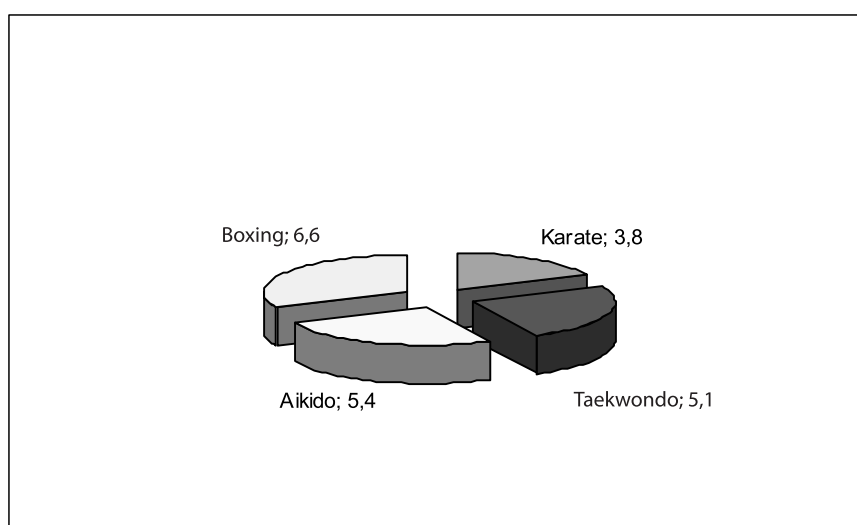 Boxing; 6,6
Karate; 3,8
Aikido; 5,4
Taekwondo; 5,1